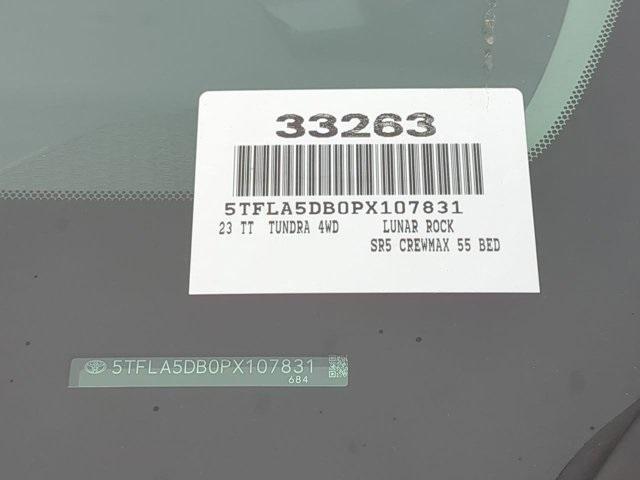 33263
5TFLA5DB0PX107831
23 TT TUNDRA 4WD LUNAR ROCK
SR5 CREWMAX 55 BED
5TFLA5DB0PX107831
684